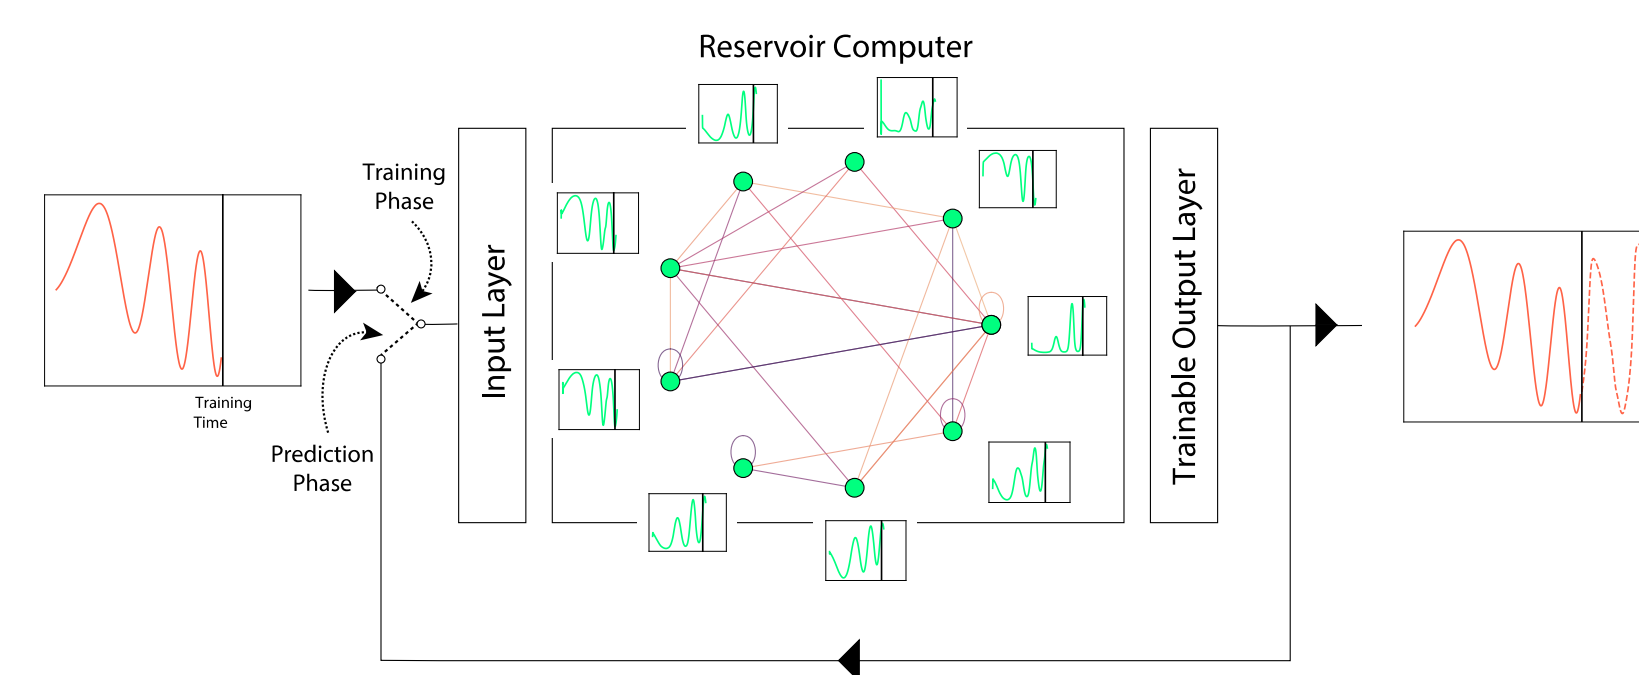 Reservoir Computer
Training
Phase
Input Layer
Trainable Output Layer
Training
Time
Prediction
Phase